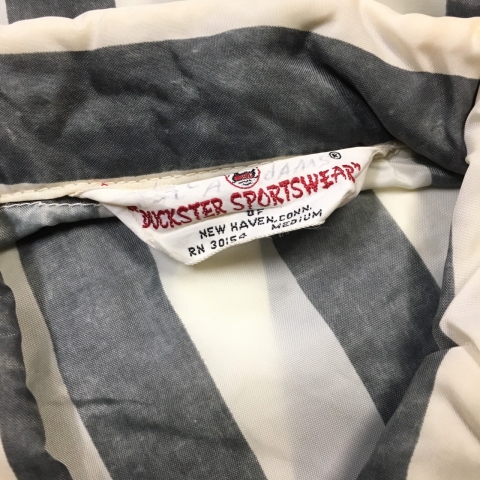 "DUCKSTER SPORTSWEAR"®
OF
NEW HAVEN, CONN.
RN 30154 MEDIUM